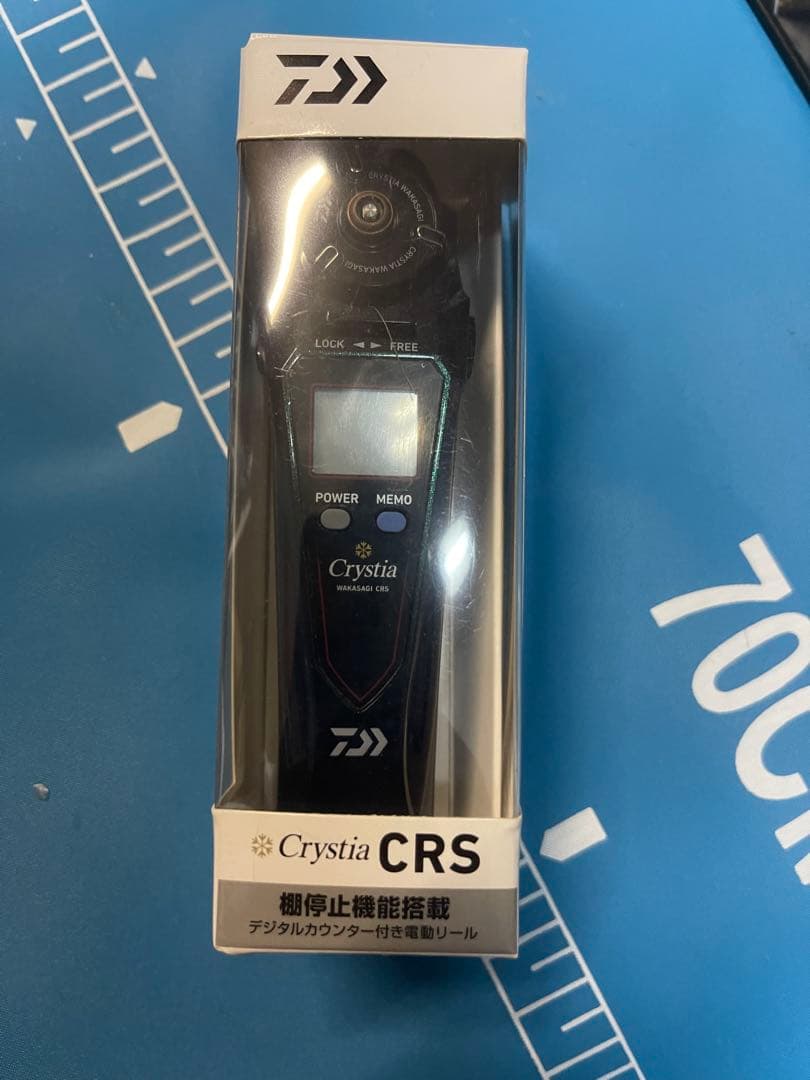 CRYSTIA WAKASAGI
CRYSTIA WAKASAGI
LOCK ◄ ► FREE
POWER MEMO
Crystia
WAKASAGI CRS
Crystia CRS
棚停止機能搭載
デジタルカウンター付き電動リール
70C